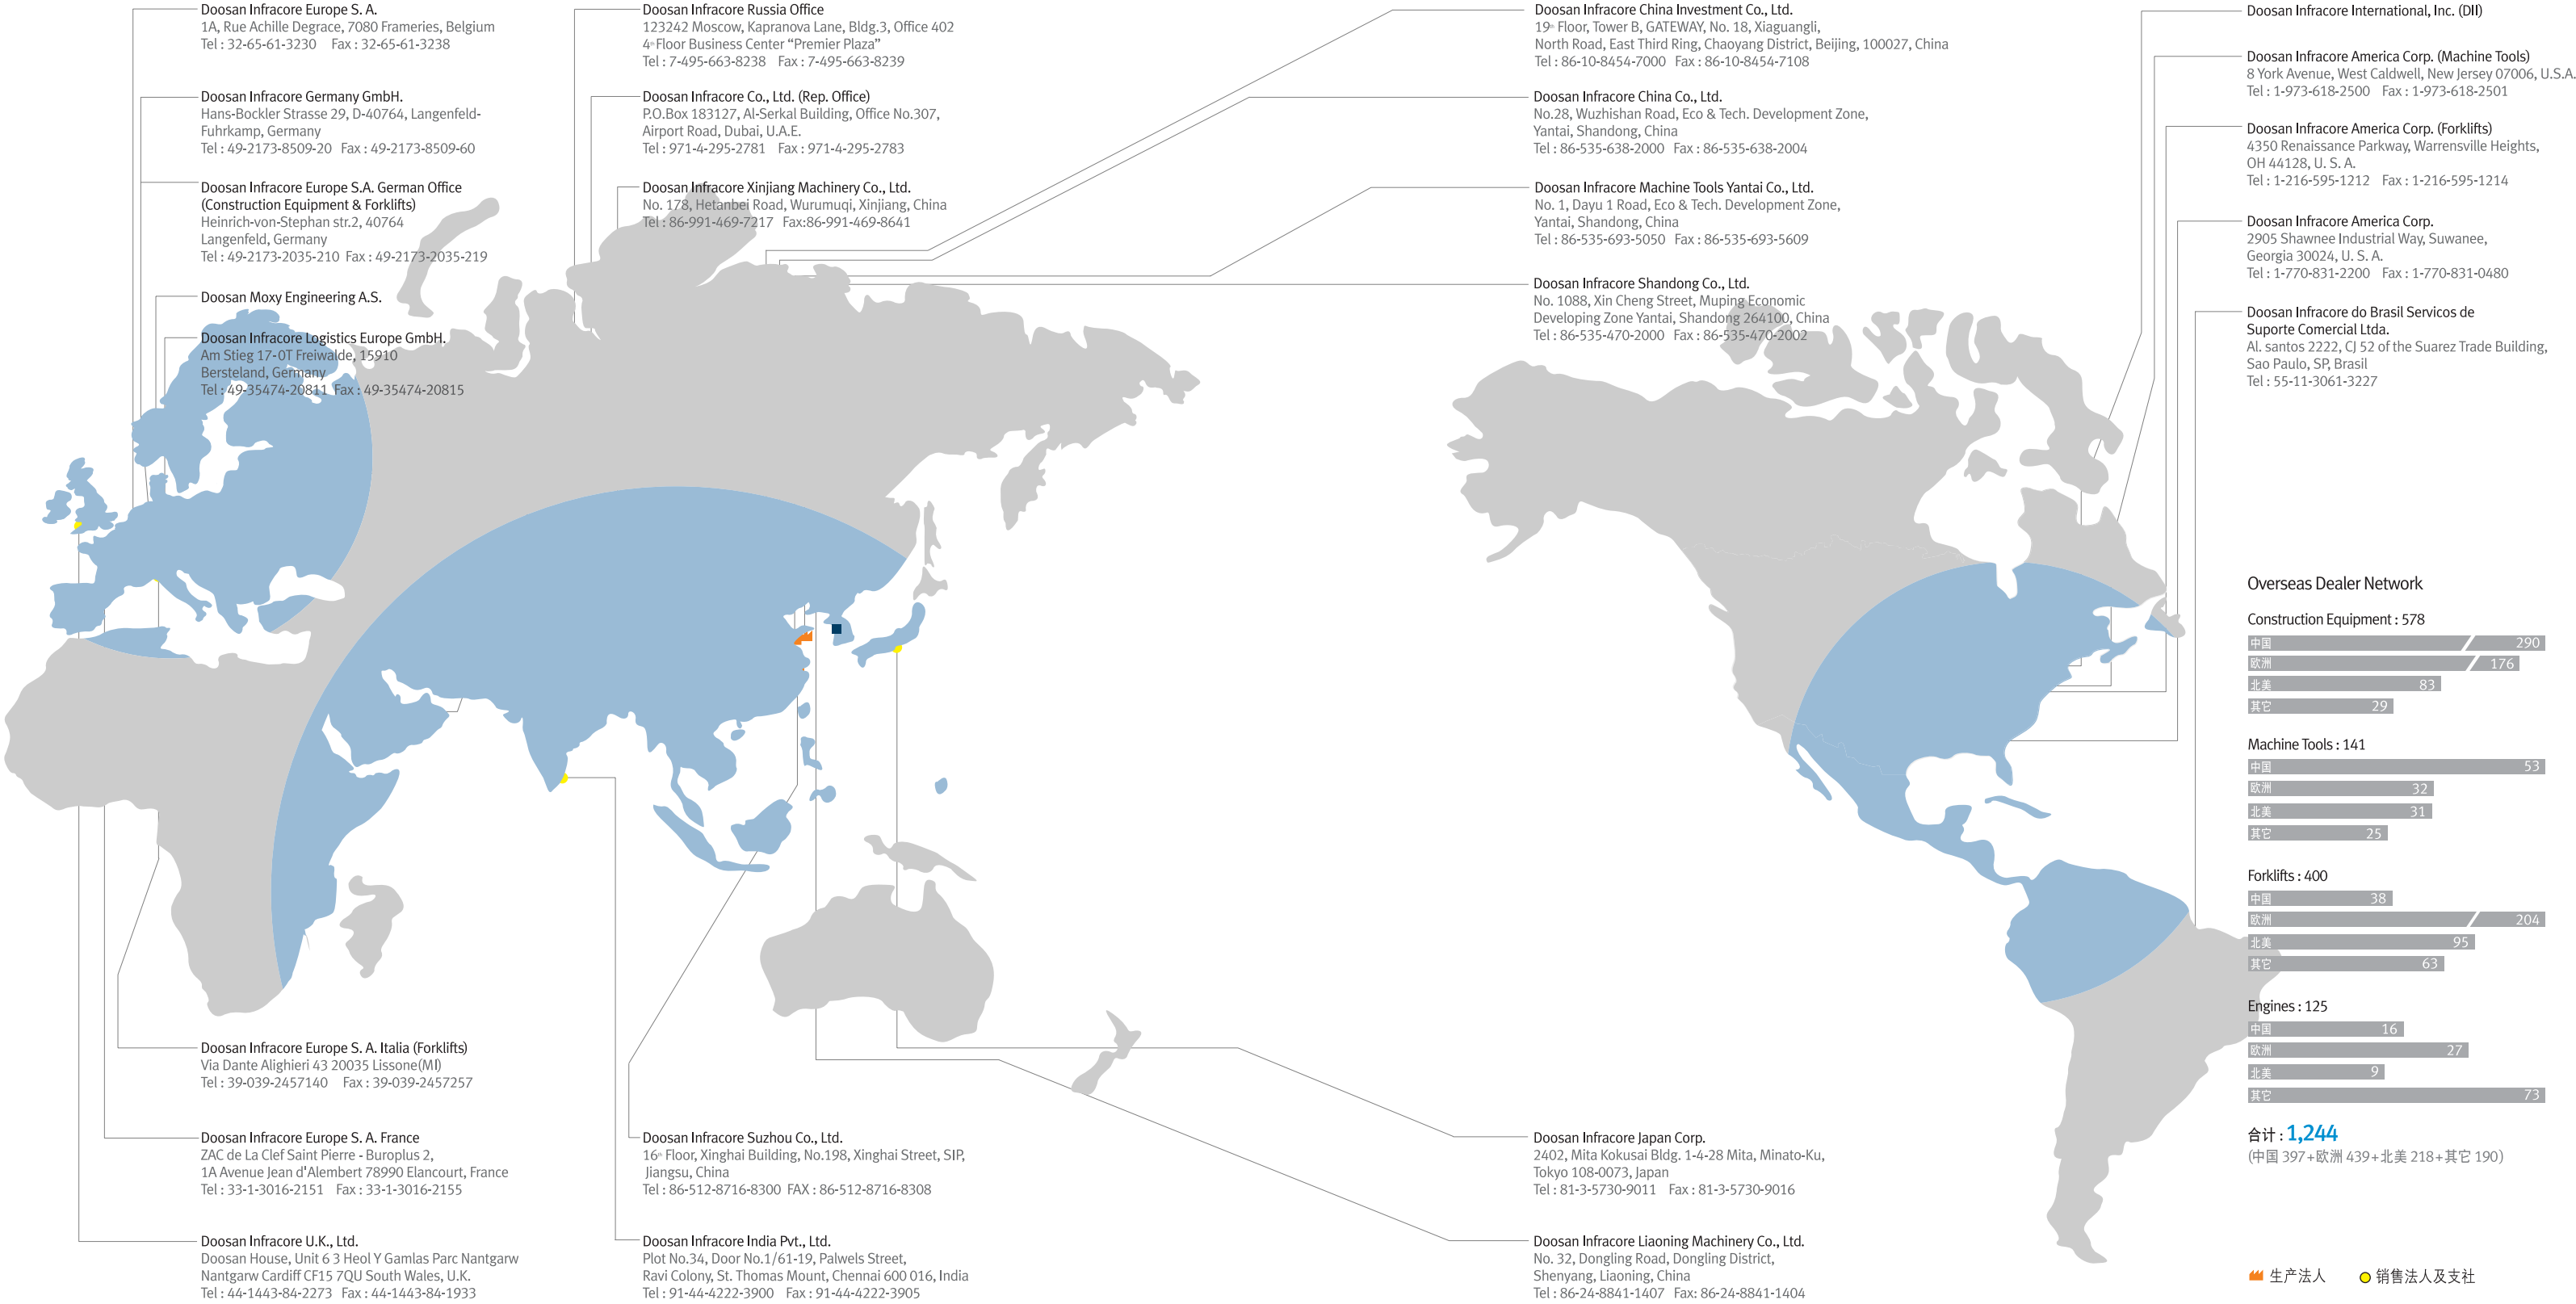 Doosan Infracore Europe S. A.
1A, Rue Achille Degrace, 7080 Frameries, Belgium
Tel : 32-65-61-3230 Fax : 32-65-61-3238
Doosan Infracore Germany GmbH.
Hans-Bockler Strasse 29, D-40764, Langenfeld-
Fuhrkamp, Germany
Tel : 49-2173-8509-20 Fax : 49-2173-8509-60
Doosan Infracore Europe S.A. German Office
(Construction Equipment & Forklifts)
Heinrich-von-Stephan str.2, 40764
Langenfeld, Germany
Tel : 49-2173-2035-210 Fax : 49-2173-2035-219
Doosan Moxy Engineering A.S.
Doosan Infracore Logistics Europe GmbH.
Am Stieg 17-0T Freiwalde, 15910
Bersteland, Germany
Tel : 49-35474-20811 Fax : 49-35474-20815
Doosan Infracore Russia Office
123242 Moscow, Kapranova Lane, Bldg.3, Office 402
4th Floor Business Center “Premier Plaza”
Tel : 7-495-663-8238 Fax : 7-495-663-8239
Doosan Infracore Co., Ltd. (Rep. Office)
P.O.Box 183127, Al-Serkal Building, Office No.307,
Airport Road, Dubai, U.A.E.
Tel : 971-4-295-2781 Fax : 971-4-295-2783
Doosan Infracore Xinjiang Machinery Co., Ltd.
No. 178, Hetanbei Road, Wurumuqi, Xinjiang, China
Tel : 86-991-469-7217 Fax:86-991-469-8641
Doosan Infracore China Investment Co., Ltd.
19th Floor, Tower B, GATEWAY, No. 18, Xiaguangli,
North Road, East Third Ring, Chaoyang District, Beijing, 100027, China
Tel : 86-10-8454-7000 Fax : 86-10-8454-7108
Doosan Infracore China Co., Ltd.
No.28, Wuzhishan Road, Eco & Tech. Development Zone,
Yantai, Shandong, China
Tel : 86-535-638-2000 Fax : 86-535-638-2004
Doosan Infracore Machine Tools Yantai Co., Ltd.
No. 1, Dayu 1 Road, Eco & Tech. Development Zone,
Yantai, Shandong, China
Tel : 86-535-693-5050 Fax : 86-535-693-5609
Doosan Infracore Shandong Co., Ltd.
No. 1088, Xin Cheng Street, Muping Economic
Developing Zone Yantai, Shandong 264100, China
Tel : 86-535-470-2000 Fax : 86-535-470-2002
Doosan Infracore International, Inc. (DII)
Doosan Infracore America Corp. (Machine Tools)
8 York Avenue, West Caldwell, New Jersey 07006, U.S.A.
Tel : 1-973-618-2500 Fax : 1-973-618-2501
Doosan Infracore America Corp. (Forklifts)
4350 Renaissance Parkway, Warrensville Heights,
OH 44128, U. S. A.
Tel : 1-216-595-1212 Fax : 1-216-595-1214
Doosan Infracore America Corp.
2905 Shawnee Industrial Way, Suwanee,
Georgia 30024, U. S. A.
Tel : 1-770-831-2200 Fax : 1-770-831-0480
Doosan Infracore do Brasil Servicos de
Suporte Comercial Ltda.
Al. santos 2222, CJ 52 of the Suarez Trade Building,
Sao Paulo, SP, Brasil
Tel : 55-11-3061-3227
Overseas Dealer Network
Construction Equipment : 578
中国 290
欧洲 176
北美 83
其它 29
Machine Tools : 141
中国 53
欧洲 32
北美 31
其它 25
Forklifts : 400
中国 38
欧洲 204
北美 95
其它 63
Engines : 125
中国 16
欧洲 27
北美 9
其它 73
合计 : 1,244
(中国 397+欧洲 439+北美 218+其它 190)
Doosan Infracore Europe S. A. Italia (Forklifts)
Via Dante Alighieri 43 20035 Lissone(MI)
Tel : 39-039-2457140 Fax : 39-039-2457257
Doosan Infracore Europe S. A. France
ZAC de La Clef Saint Pierre - Buroplus 2,
1A Avenue Jean d'Alembert 78990 Elancourt, France
Tel : 33-1-3016-2151 Fax : 33-1-3016-2155
Doosan Infracore U.K., Ltd.
Doosan House, Unit 6 3 Heol Y Gamlas Parc Nantgarw
Nantgarw Cardiff CF15 7QU South Wales, U.K.
Tel : 44-1443-84-2273 Fax : 44-1443-84-1933
Doosan Infracore Suzhou Co., Ltd.
16th Floor, Xinghai Building, No.198, Xinghai Street, SIP,
Jiangsu, China
Tel : 86-512-8716-8300 FAX : 86-512-8716-8308
Doosan Infracore India Pvt., Ltd.
Plot No.34, Door No.1/61-19, Palwels Street,
Ravi Colony, St. Thomas Mount, Chennai 600 016, India
Tel : 91-44-4222-3900 Fax : 91-44-4222-3905
Doosan Infracore Japan Corp.
2402, Mita Kokusai Bldg. 1-4-28 Mita, Minato-Ku,
Tokyo 108-0073, Japan
Tel : 81-3-5730-9011 Fax : 81-3-5730-9016
Doosan Infracore Liaoning Machinery Co., Ltd.
No. 32, Dongling Road, Dongling District,
Shenyang, Liaoning, China
Tel : 86-24-8841-1407 Fax: 86-24-8841-1404
生产法人 销售法人及支社